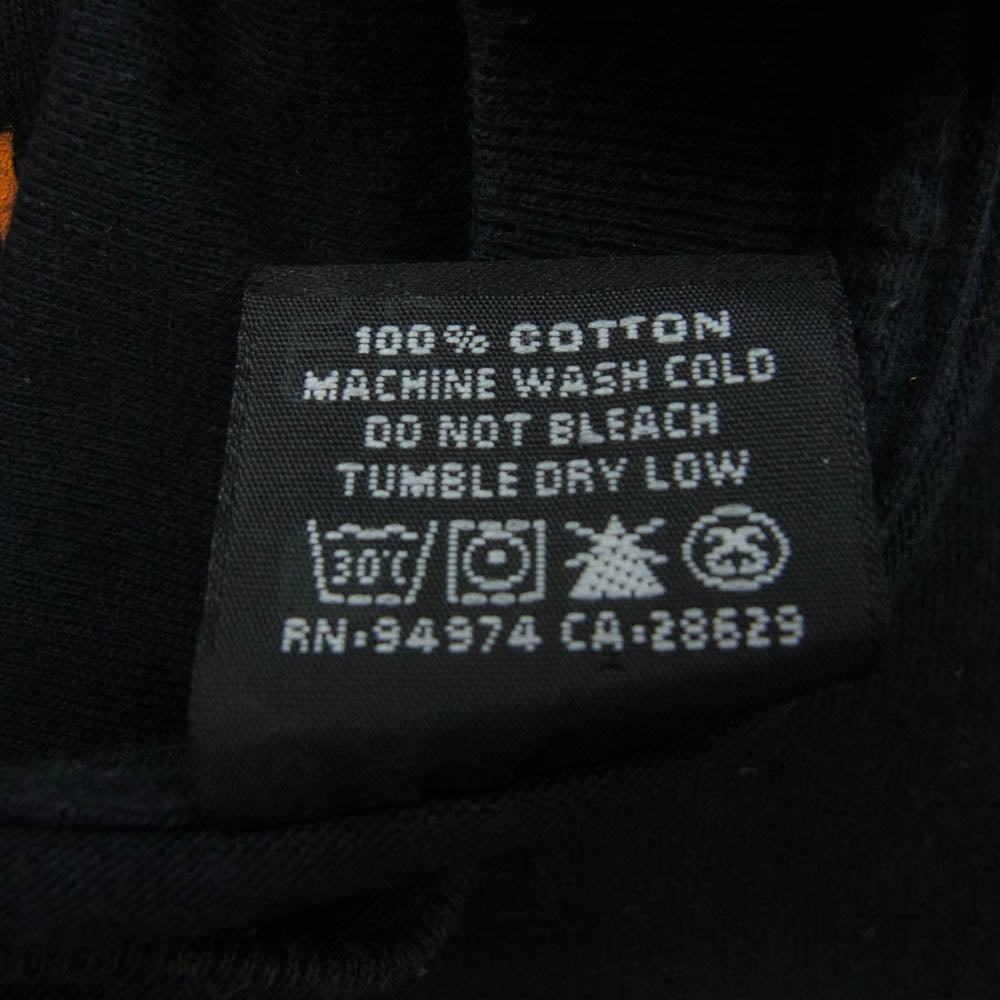 100% COTTON
MACHINE WASH COLD
DO NOT BLEACH
TUMBLE DRY LOW
30°C
RN:94974 CA:28629